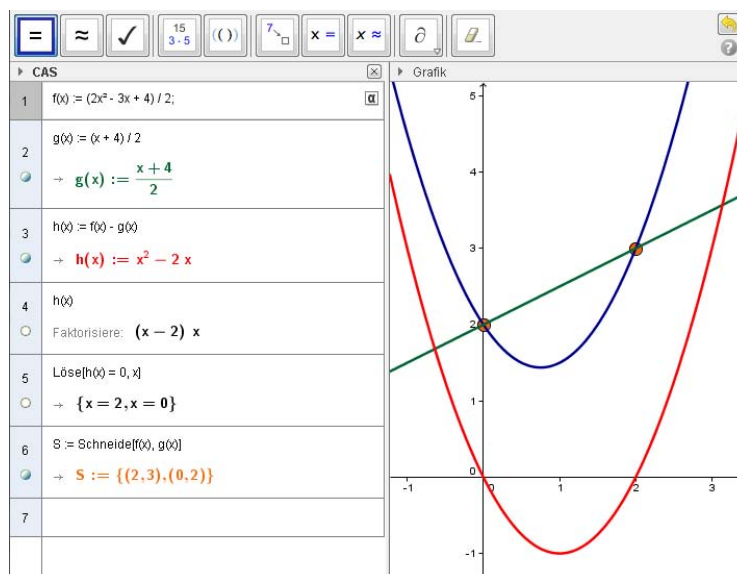 = ≈ ✓ 15 3·5 (( )) 7 x = x ≈ ∂
CAS
1 f(x) := (2x² - 3x + 4) / 2; α
2 g(x) := (x + 4) / 2
→ g(x) := x + 4 / 2
3 h(x) := f(x) - g(x)
→ h(x) := x² − 2 x
4 h(x)
Faktorisiere: (x − 2) x
5 Löse[h(x) = 0, x]
→ {x = 2, x = 0}
6 S := Schneide[f(x), g(x)]
→ S := {(2,3),(0,2)}
7
Grafik
5
4
3
2
1
0
-1 0 1 2 3
-1